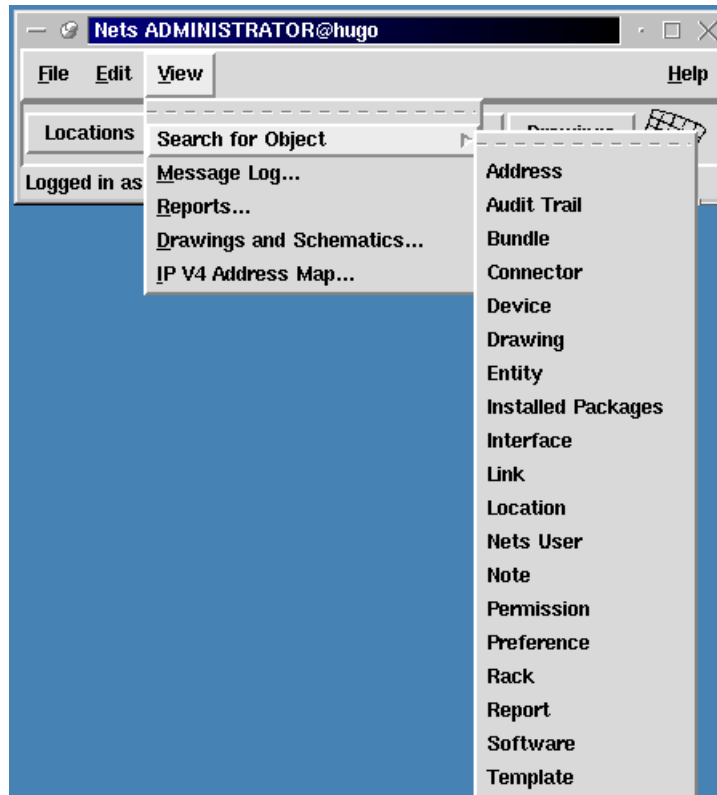 Nets ADMINISTRATOR@hugo
File Edit View Help
Locations
Search for Object
Message Log...
Reports...
Drawings and Schematics...
IP V4 Address Map...
Logged in as
Address
Audit Trail
Bundle
Connector
Device
Drawing
Entity
Installed Packages
Interface
Link
Location
Nets User
Note
Permission
Preference
Rack
Report
Software
Template